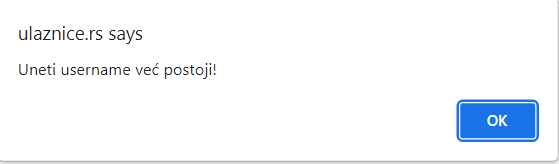 ulaznice.rs says
Uneti username već postoji!
OK